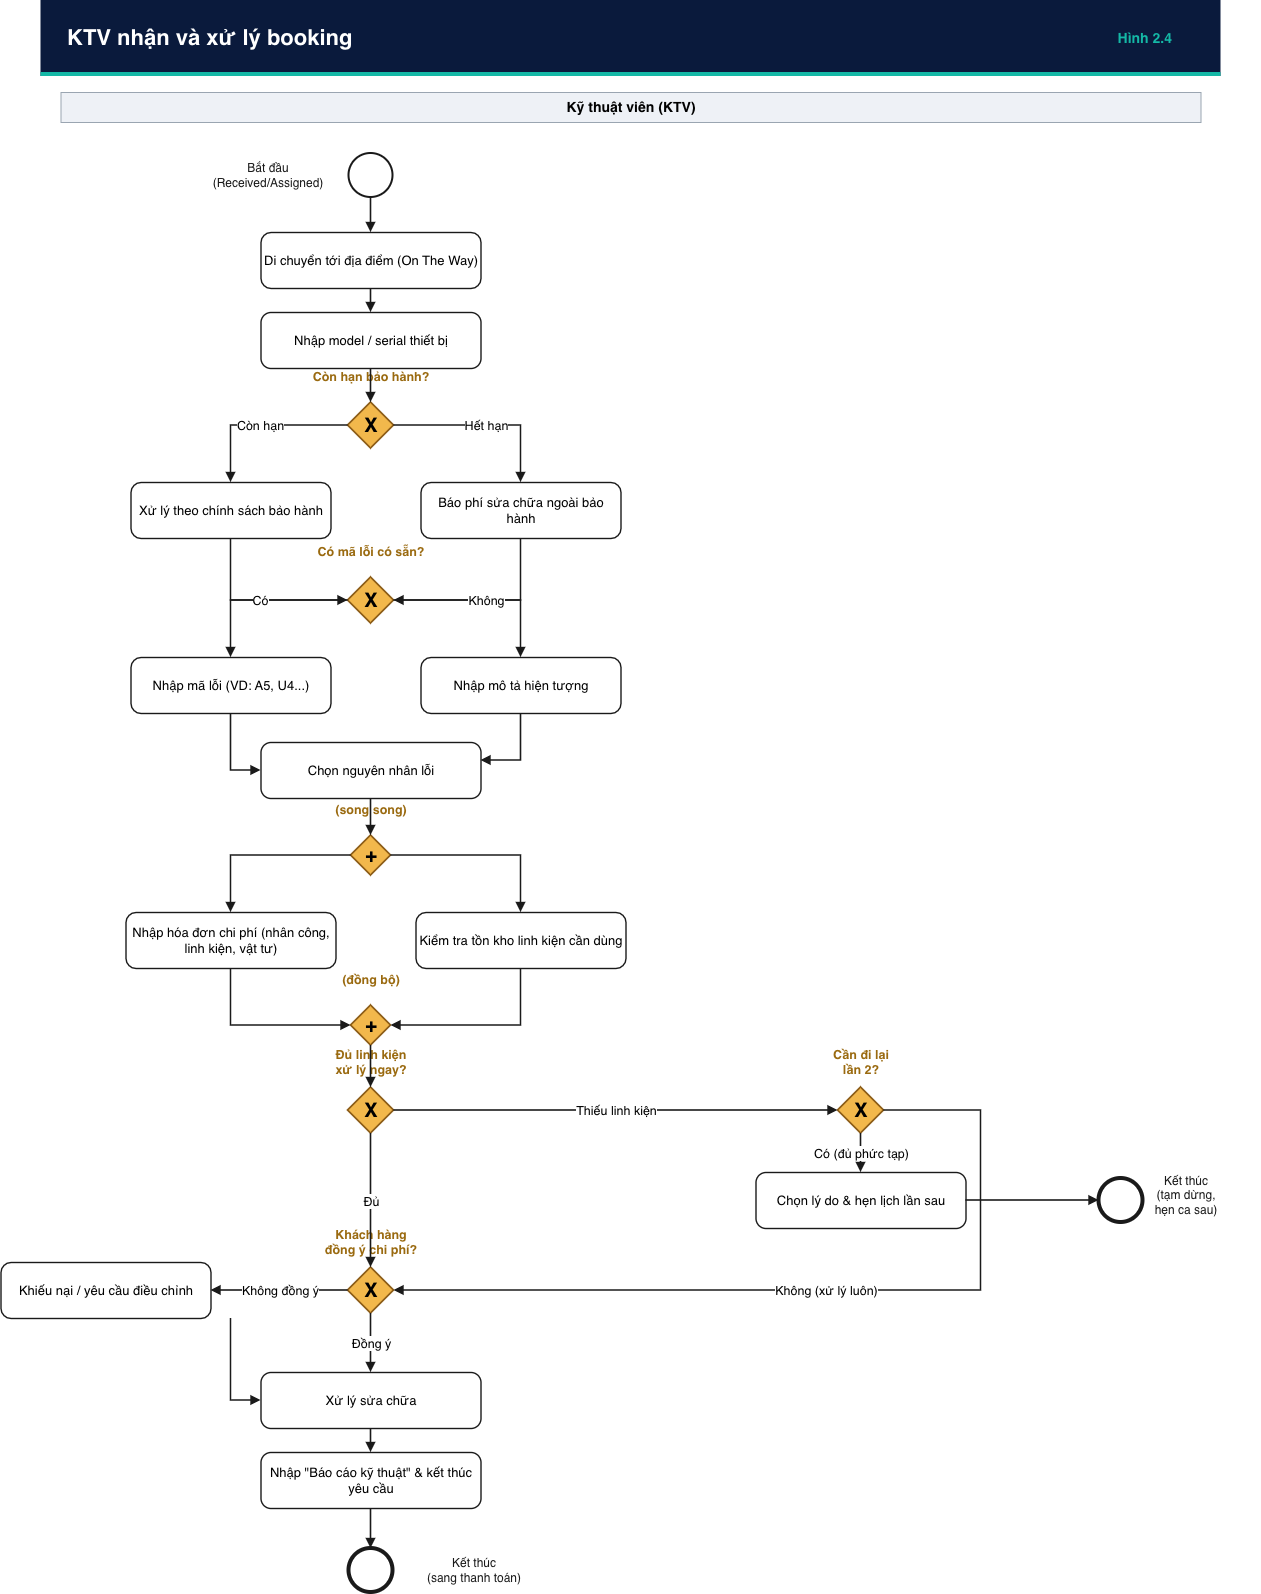 KTV nhận và xử lý booking
Hình 2.4
Kỹ thuật viên (KTV)
Bắt đầu
(Received/Assigned)
Di chuyển tới địa điểm (On The Way)
Nhập model / serial thiết bị
Còn hạn bảo hành?
X
Còn hạn
Hết hạn
Xử lý theo chính sách bảo hành
Báo phí sửa chữa ngoài bảo
hành
Có mã lỗi có sẵn?
X
Có
Không
Nhập mã lỗi (VD: A5, U4...)
Nhập mô tả hiện tượng
Chọn nguyên nhân lỗi
(song song)
+
Nhập hóa đơn chi phí (nhân công,
linh kiện, vật tư)
Kiểm tra tồn kho linh kiện cần dùng
(đồng bộ)
+
Đủ linh kiện
xử lý ngay?
X
Thiếu linh kiện
Cần đi lại
lần 2?
X
Có (đủ phức tạp)
Chọn lý do & hẹn lịch lần sau
Kết thúc
(tạm dừng,
hẹn ca sau)
Đủ
Khách hàng
đồng ý chi phí?
X
Không (xử lý luôn)
Không đồng ý
Khiếu nại / yêu cầu điều chỉnh
Đồng ý
Xử lý sửa chữa
Nhập "Báo cáo kỹ thuật" & kết thúc
yêu cầu
Kết thúc
(sang thanh toán)